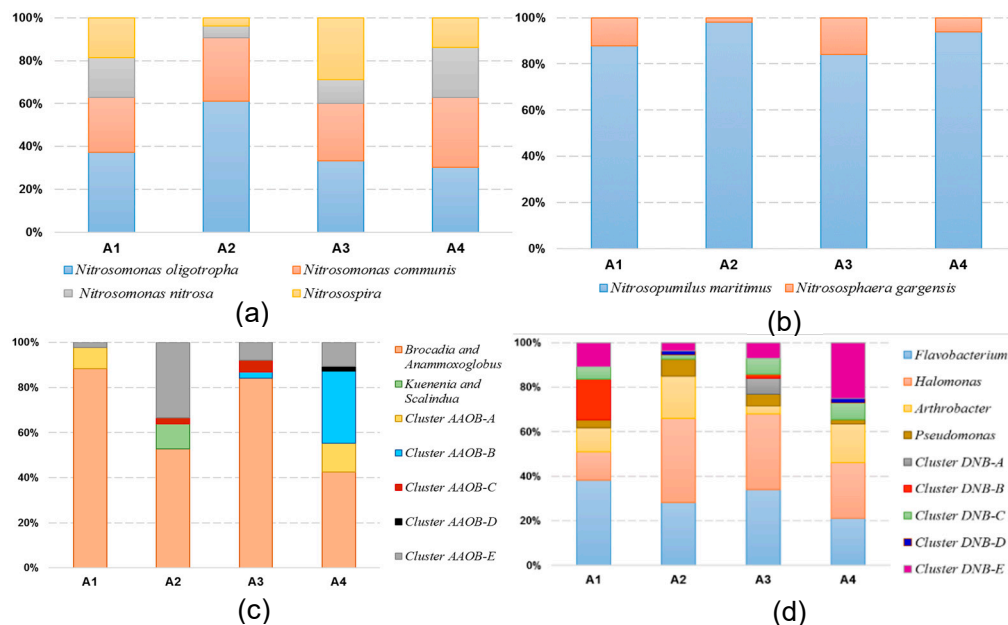 100%
80%
60%
40%
20%
0%
A1 A2 A3 A4
Nitrosomonas oligotropha Nitrosomonas communis
Nitrosomonas nitrosa Nitrosospira
(a)
100%
80%
60%
40%
20%
0%
A1 A2 A3 A4
Nitrosopumilus maritimus Nitrososphaera gargensis
(b)
100%
80%
60%
40%
20%
0%
A1 A2 A3 A4
Brocadia and
Anammoxoglobus
Kuenenia and
Scalindua
Cluster AAOB-A
Cluster AAOB-B
Cluster AAOB-C
Cluster AAOB-D
Cluster AAOB-E
(c)
100%
80%
60%
40%
20%
0%
A1 A2 A3 A4
Flavobacterium
Halomonas
Arthrobacter
Pseudomonas
Cluster DNB-A
Cluster DNB-B
Cluster DNB-C
Cluster DNB-D
Cluster DNB-E
(d)